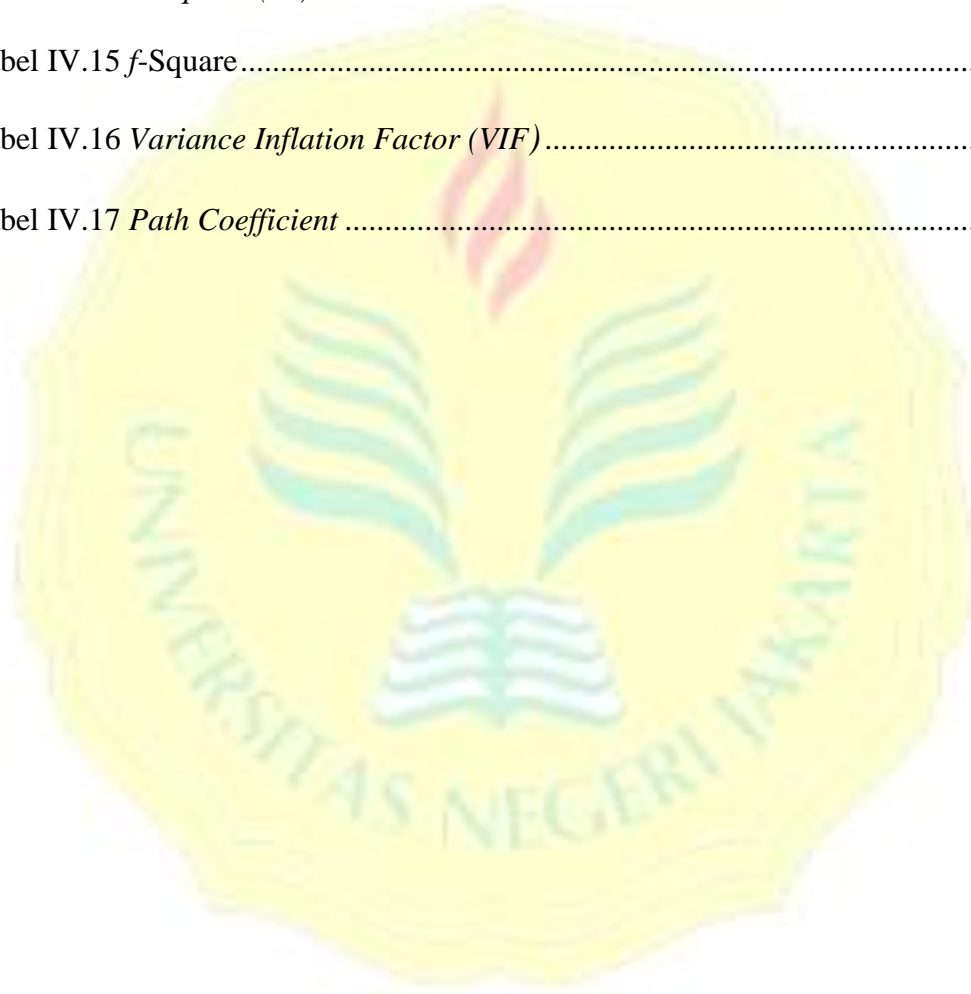 bel IV.15 f-Square...............................................................................................
bel IV.16 Variance Inflation Factor (VIF).........................................................
bel IV.17 Path Coefficient ..................................................................................
UNIVERSITAS NEGERI JAKARTA